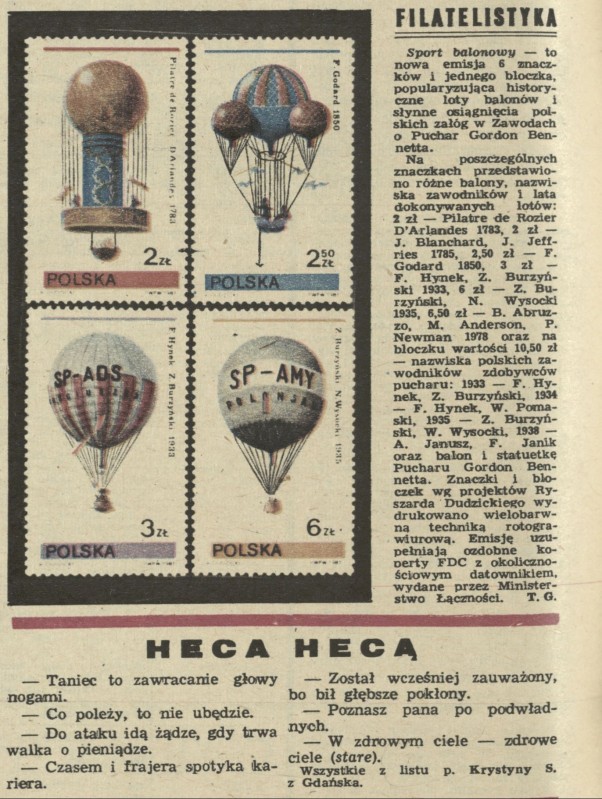 FILATELISTYKA
Pilatre de Rozier D'Arlandes 1783
2 ZŁ
POLSKA
F. Godard 1850
2 50 ZŁ
POLSKA
F. Hynek Z. Burzyński 1933
SP-ADS
3 ZŁ
POLSKA
Z. Burzyński N. Wysocki 1935
SP-AMY
POLONIA
6 ZŁ
POLSKA
Sport balonowy — to
nowa emisja 6 znacz-
ków i jednego bloczka,
popularyzująca history-
czne loty balonów i
słynne osiągnięcia pol-
skich załóg w Zawodach
o Puchar Gordon Ben-
netta.
Na poszczególnych
znaczkach przedstawio-
no różne balony, nazwi-
ska zawodników i lata
dokonywanych lotów:
2 zł — Pilatre de Rozier
D'Arlandes 1783, 2 zł —
J. Blanchard, J. Jeff-
ries 1785, 2,50 zł — F.
Godard 1850, 3 zł —
F. Hynek, Z. Burzyń-
ski 1933, 6 zł — Z. Bu-
rzyński, N. Wysocki
1935, 6,50 zł — B. Abruz-
zo, M. Anderson, P.
Newman 1978 oraz na
bloczku wartości 10,50 zł
— nazwiska polskich za-
wodników zdobywców
pucharu: 1933 — F. Hy-
nek, Z. Burzyński, 1934
— F. Hynek, W. Poma-
ski, 1935 — Z. Burzyń-
ski, W. Wysocki, 1938 —
A. Janusz, F. Janik
oraz balon i statuetkę
Pucharu Gordon Ben-
netta. Znaczki i blo-
czek wg projektów Ry-
szarda Dudzickiego wy-
drukowano wielobarw-
ną techniką rotogra-
wiurową. Emisję uzu-
pełniają ozdobne ko-
perty FDC z okoliczno-
ściowym datownikiem,
wydane przez Minister-
stwo Łączności. T. G.
HECA HECĄ
— Taniec to zawracanie głowy
nogami.
— Co poleży, to nie ubędzie.
— Do ataku idą żądze, gdy trwa
walka o pieniądze.
— Czasem i frajera spotyka ka-
riera.
— Został wcześniej zauważony,
bo bił głębsze pokłony.
— Poznasz pana po podwład-
nych.
— W zdrowym ciele — zdrowe
ciele (stare).
Wszystkie z listu p. Krystyny S.
z Gdańska.